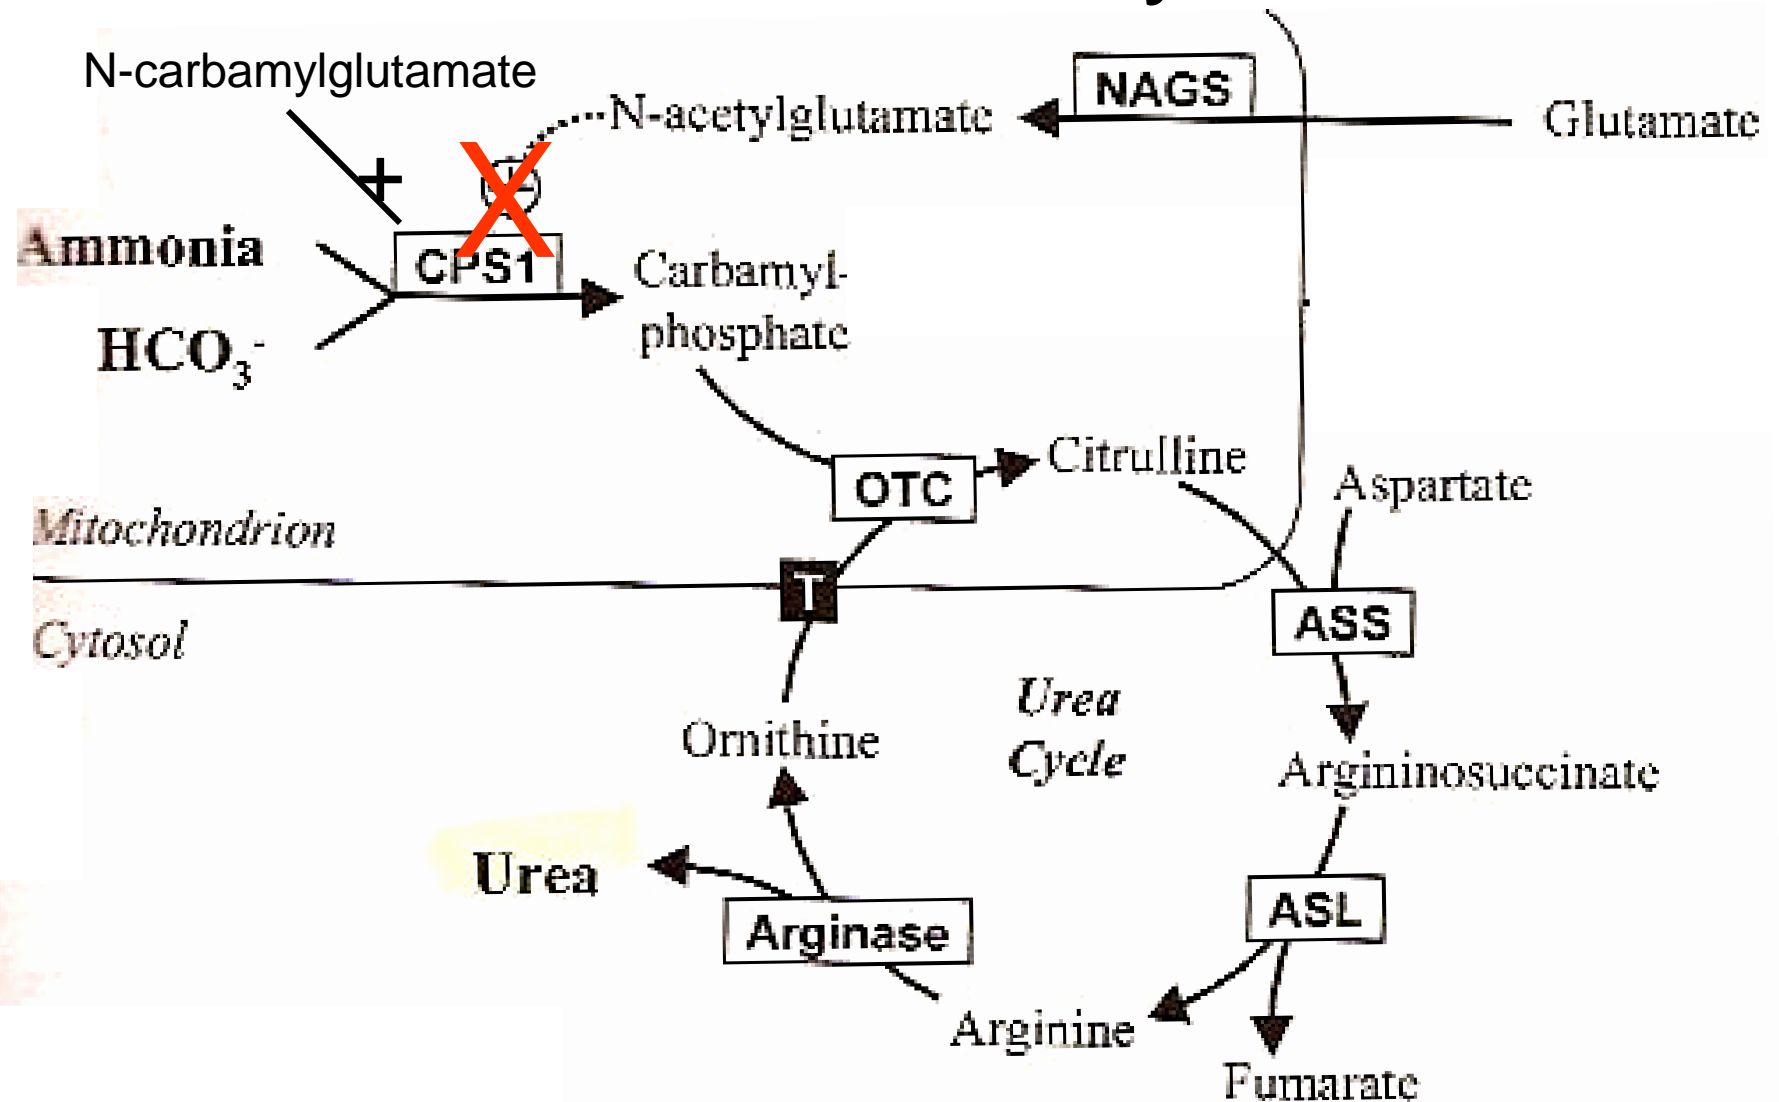 N-carbamylglutamate
NAGS
N-acetylglutamate
Glutamate
+
+
X
Ammonia
CPS1
Carbamyl-
phosphate
HCO₃⁻
OTC
Citrulline
Aspartate
Mitochondrion
T
ASS
Cytosol
Urea
Cycle
Ornithine
Argininosuccinate
Urea
Arginase
ASL
Arginine
Fumarate